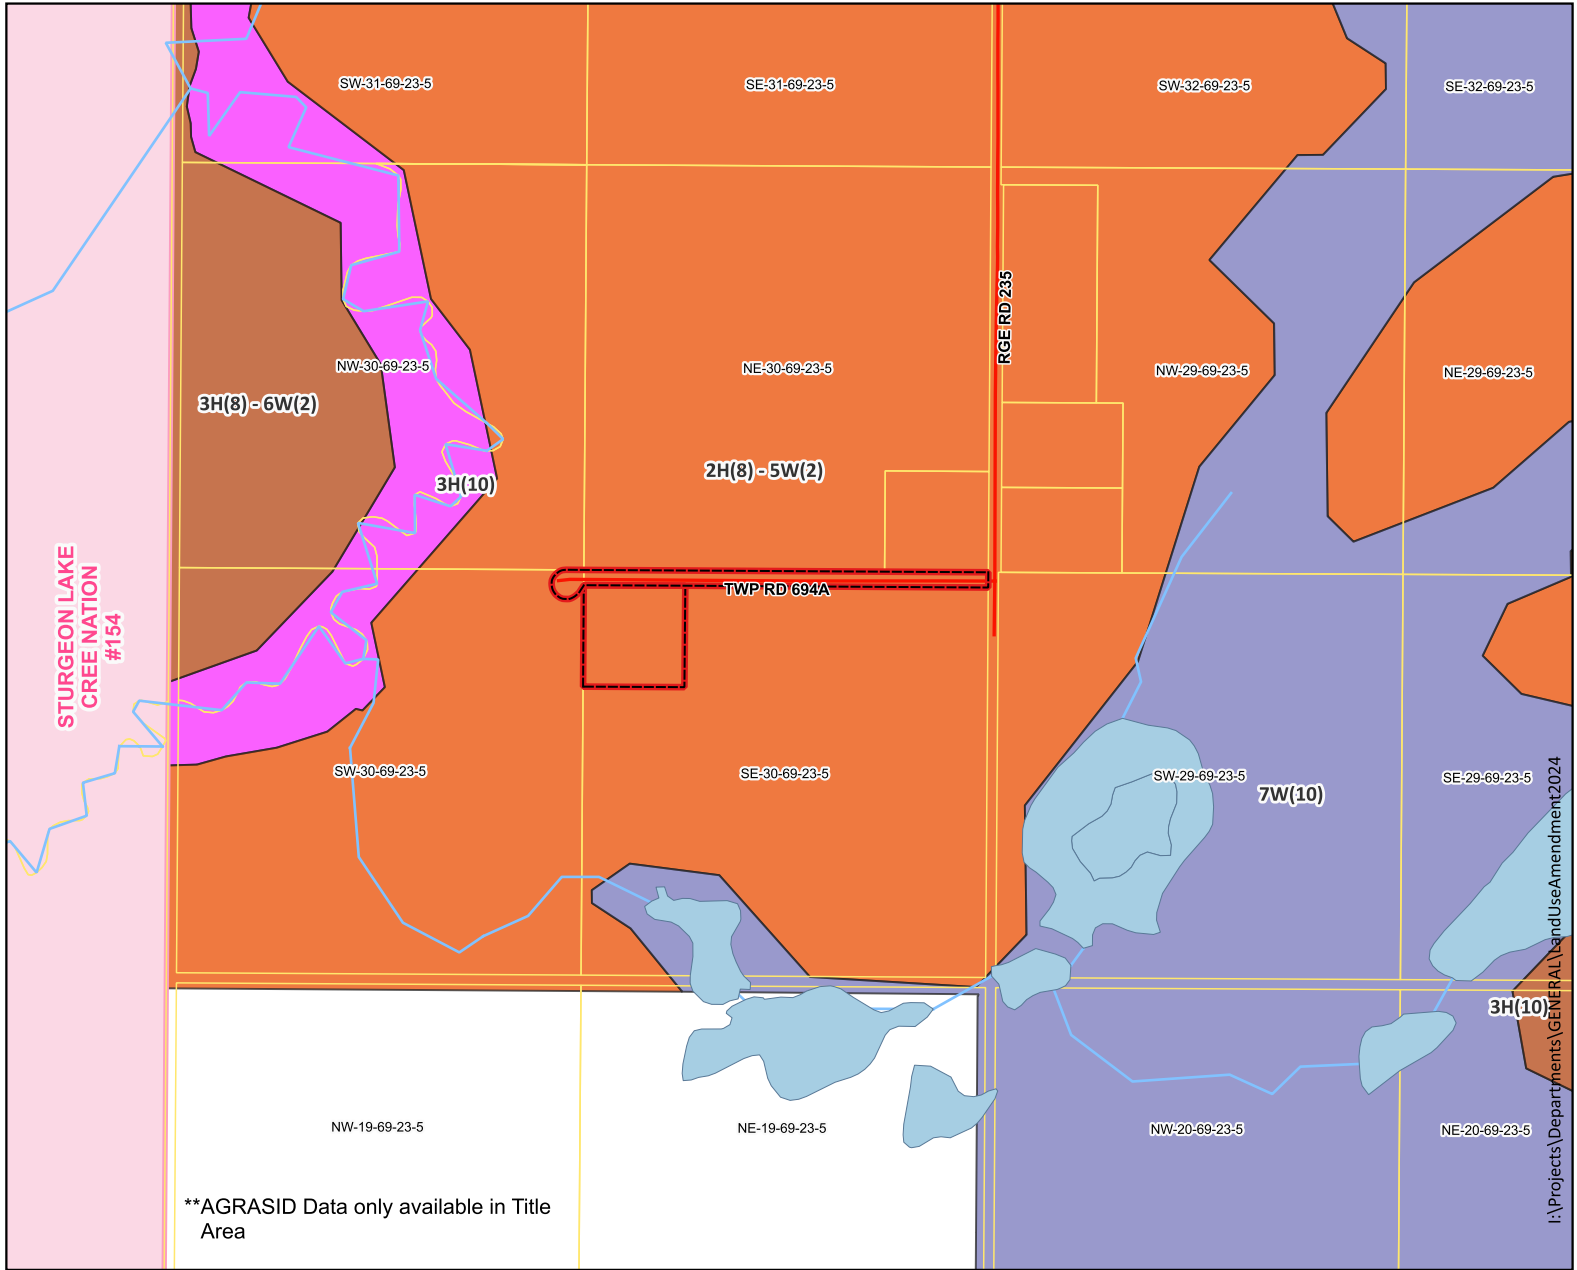 SW-31-69-23-5
SE-31-69-23-5
SW-32-69-23-5
SE-32-69-23-5
RGE RD 235
NW-30-69-23-5
NE-30-69-23-5
NW-29-69-23-5
NE-29-69-23-5
3H(8) - 6W(2)
2H(8) - 5W(2)
3H(10)
TWP RD 694A
STURGEON LAKE
CREE NATION
#154
SW-30-69-23-5
SE-30-69-23-5
SW-29-69-23-5
SE-29-69-23-5
7W(10)
3H(10)
I:\Projects\Departments\GENERAL\LandUseAmendment2024
NW-19-69-23-5
NE-19-69-23-5
NW-20-69-23-5
NE-20-69-23-5
**AGRASID Data only available in Title
Area